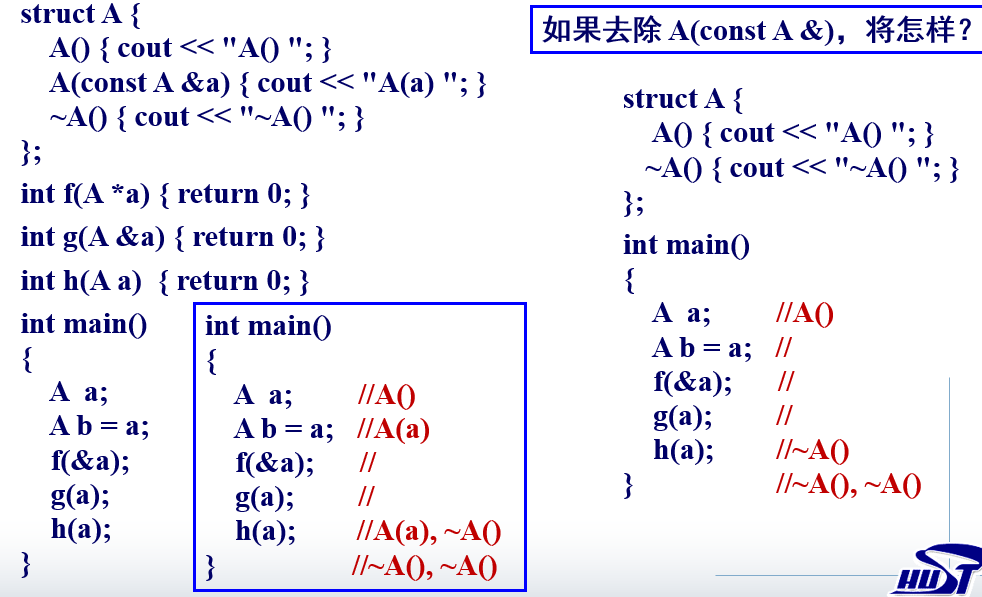 struct A {
A() { cout << "A() "; }
A(const A &a) { cout << "A(a) "; }
~A() { cout << "~A() "; }
};
int f(A *a) { return 0; }
int g(A &a) { return 0; }
int h(A a)  { return 0; }
int main()
{
A  a;
A b = a;
f(&a);
g(a);
h(a);
}
int main()
{
A  a;        //A()
A b = a;   //A(a)
f(&a);      //
g(a);        //
h(a);       //A(a), ~A()
}              //~A(), ~A()
如果去除 A(const A &)，将怎样？
struct A {
A() { cout << "A() "; }
~A() { cout << "~A() "; }
};
int main()
{
A  a;        //A()
A b = a;   //
f(&a);      //
g(a);        //
h(a);        //~A()
}              //~A(), ~A()
HUST